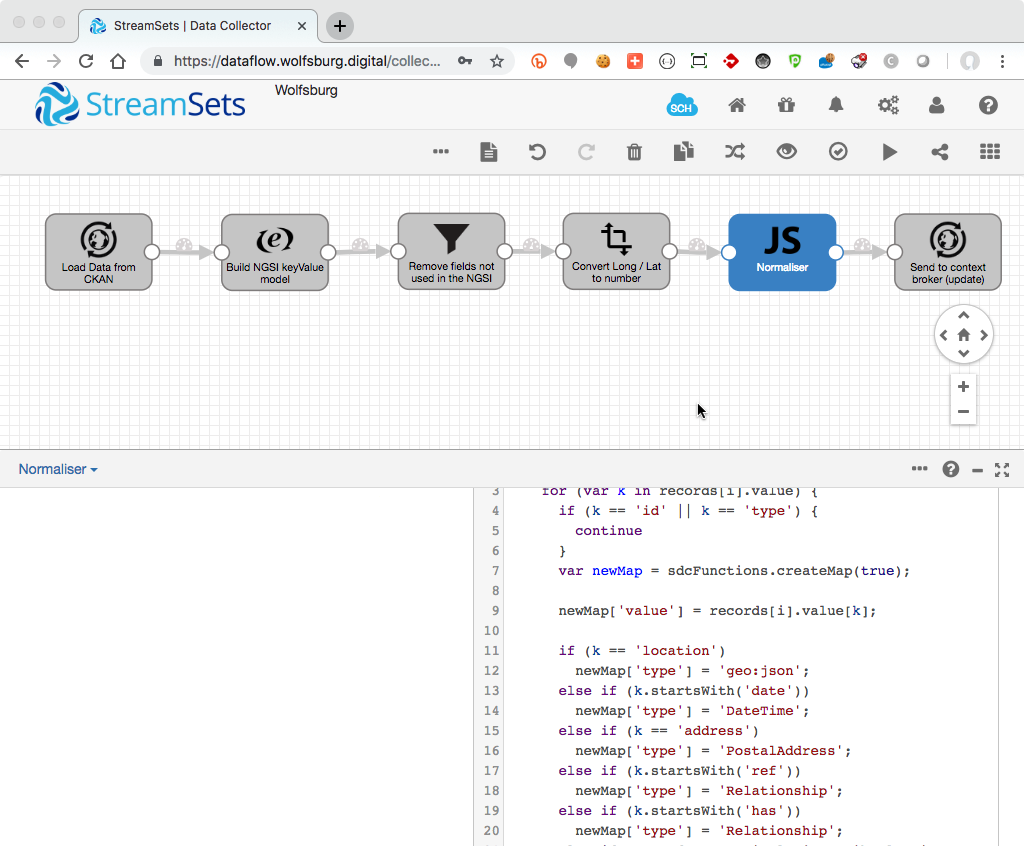 StreamSets | Data Collector
https://dataflow.wolfsburg.digital/collec...
StreamSets
Wolfsburg
SCH
Load Data from
CKAN
Build NGSI keyValue
model
Remove fields not
used in the NGSI
Convert Long / Lat
to number
JS
Normaliser
Send to context
broker (update)
Normaliser
3 for (var k in records[i].value) {
4 if (k == 'id' || k == 'type') {
5 continue
6 }
7 var newMap = sdcFunctions.createMap(true);
8
9 newMap['value'] = records[i].value[k];
10
11 if (k == 'location')
12 newMap['type'] = 'geo:json';
13 else if (k.startsWith('date'))
14 newMap['type'] = 'DateTime';
15 else if (k == 'address')
16 newMap['type'] = 'PostalAddress';
17 else if (k.startsWith('ref'))
18 newMap['type'] = 'Relationship';
19 else if (k.startsWith('has'))
20 newMap['type'] = 'Relationship';